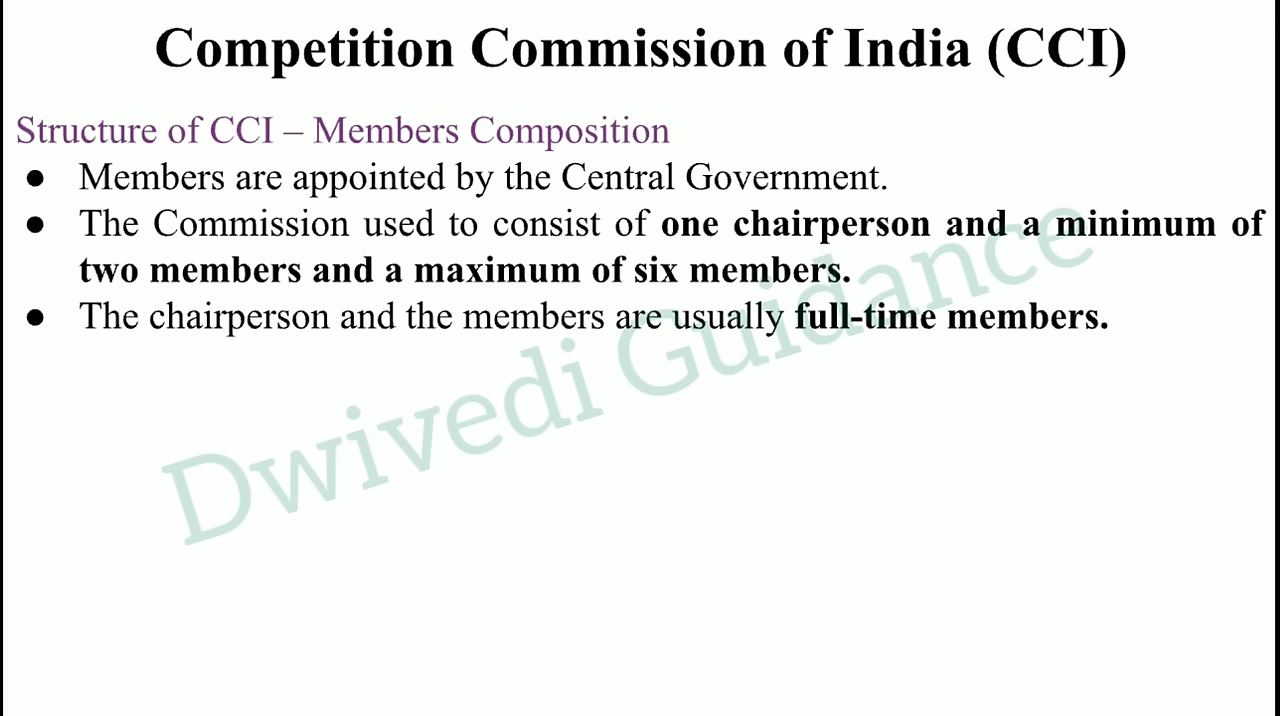 Competition Commission of India (CCI)
Structure of CCI – Members Composition
● Members are appointed by the Central Government.
● The Commission used to consist of one chairperson and a minimum of
two members and a maximum of six members.
● The chairperson and the members are usually full-time members.
Dwivedi Guidance